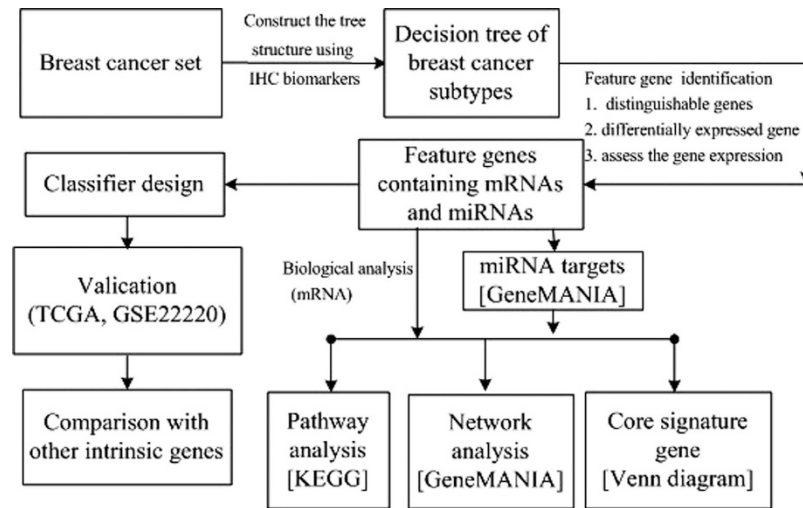 Breast cancer set
Construct the tree
structure using
IHC biomarkers
Decision tree of
breast cancer
subtypes
Feature gene identification
1. distinguishable genes
2. differentially expressed gene
3. assess the gene expression
Feature genes
containing mRNAs
and miRNAs
Classifier design
Valication
(TCGA, GSE22220)
Comparison with
other intrinsic genes
Biological analysis
(mRNA)
miRNA targets
[GeneMANIA]
Pathway
analysis
[KEGG]
Network
analysis
[GeneMANIA]
Core signature
gene
[Venn diagram]